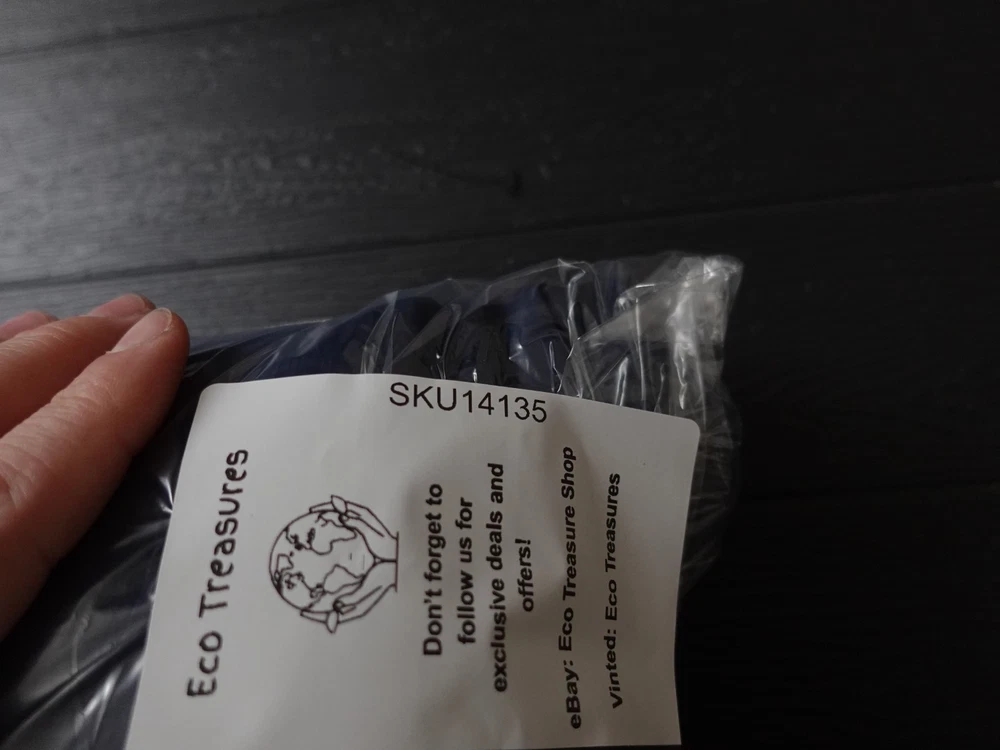 SKU14135
Eco Treasures
Don't forget to
follow us for
exclusive deals and
offers!
eBay: Eco Treasure Shop
Vinted: Eco Treasures